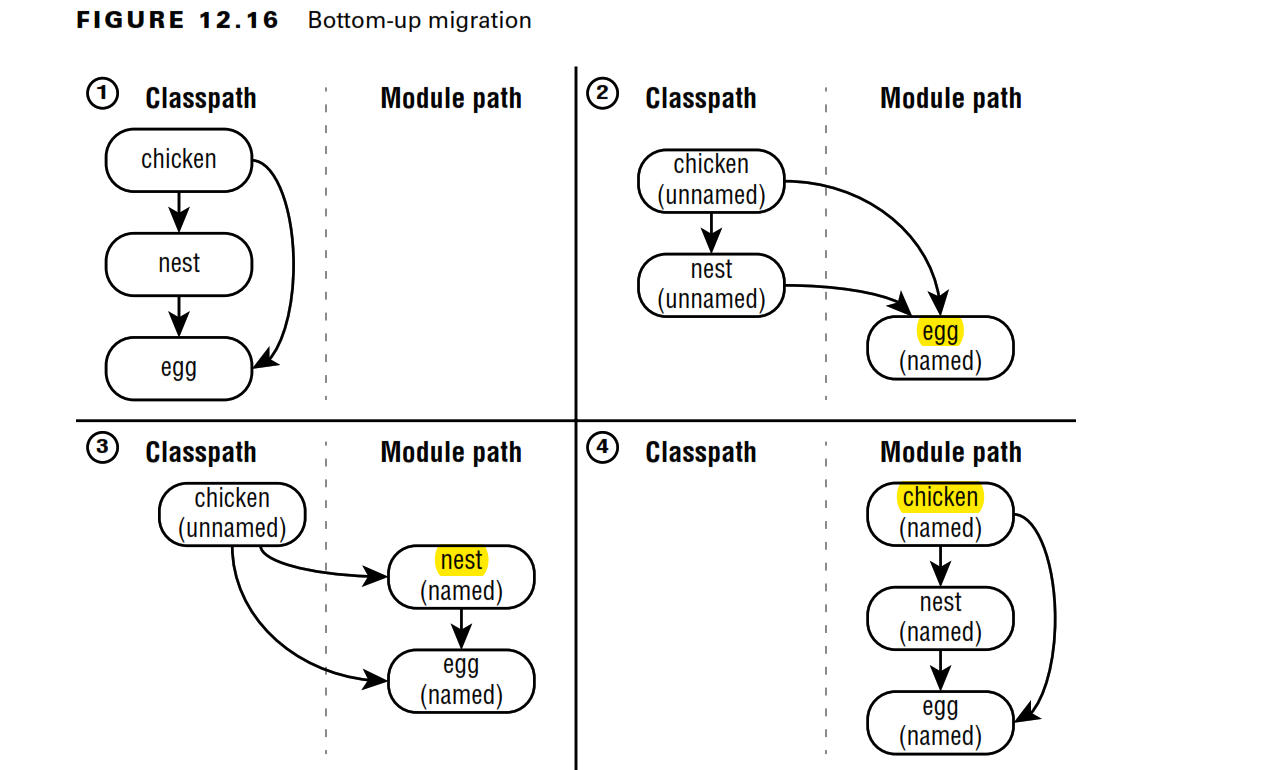 FIGURE 12.16 Bottom-up migration
1 Classpath Module path
chicken
nest
egg
2 Classpath Module path
chicken
(unnamed)
nest
(unnamed)
egg
(named)
3 Classpath Module path
chicken
(unnamed)
nest
(named)
egg
(named)
4 Classpath Module path
chicken
(named)
nest
(named)
egg
(named)